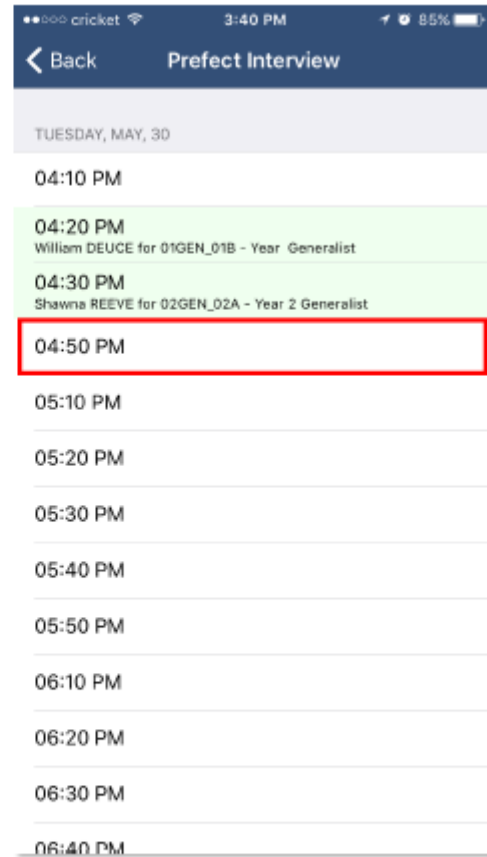 cricket 3:40 PM 85%
Back Prefect Interview
TUESDAY, MAY, 30
04:10 PM
04:20 PM
William DEUCE for 01GEN_01B - Year  Generalist
04:30 PM
Shawna REEVE for 02GEN_02A - Year 2 Generalist
04:50 PM
05:10 PM
05:20 PM
05:30 PM
05:40 PM
05:50 PM
06:10 PM
06:20 PM
06:30 PM
06:40 PM